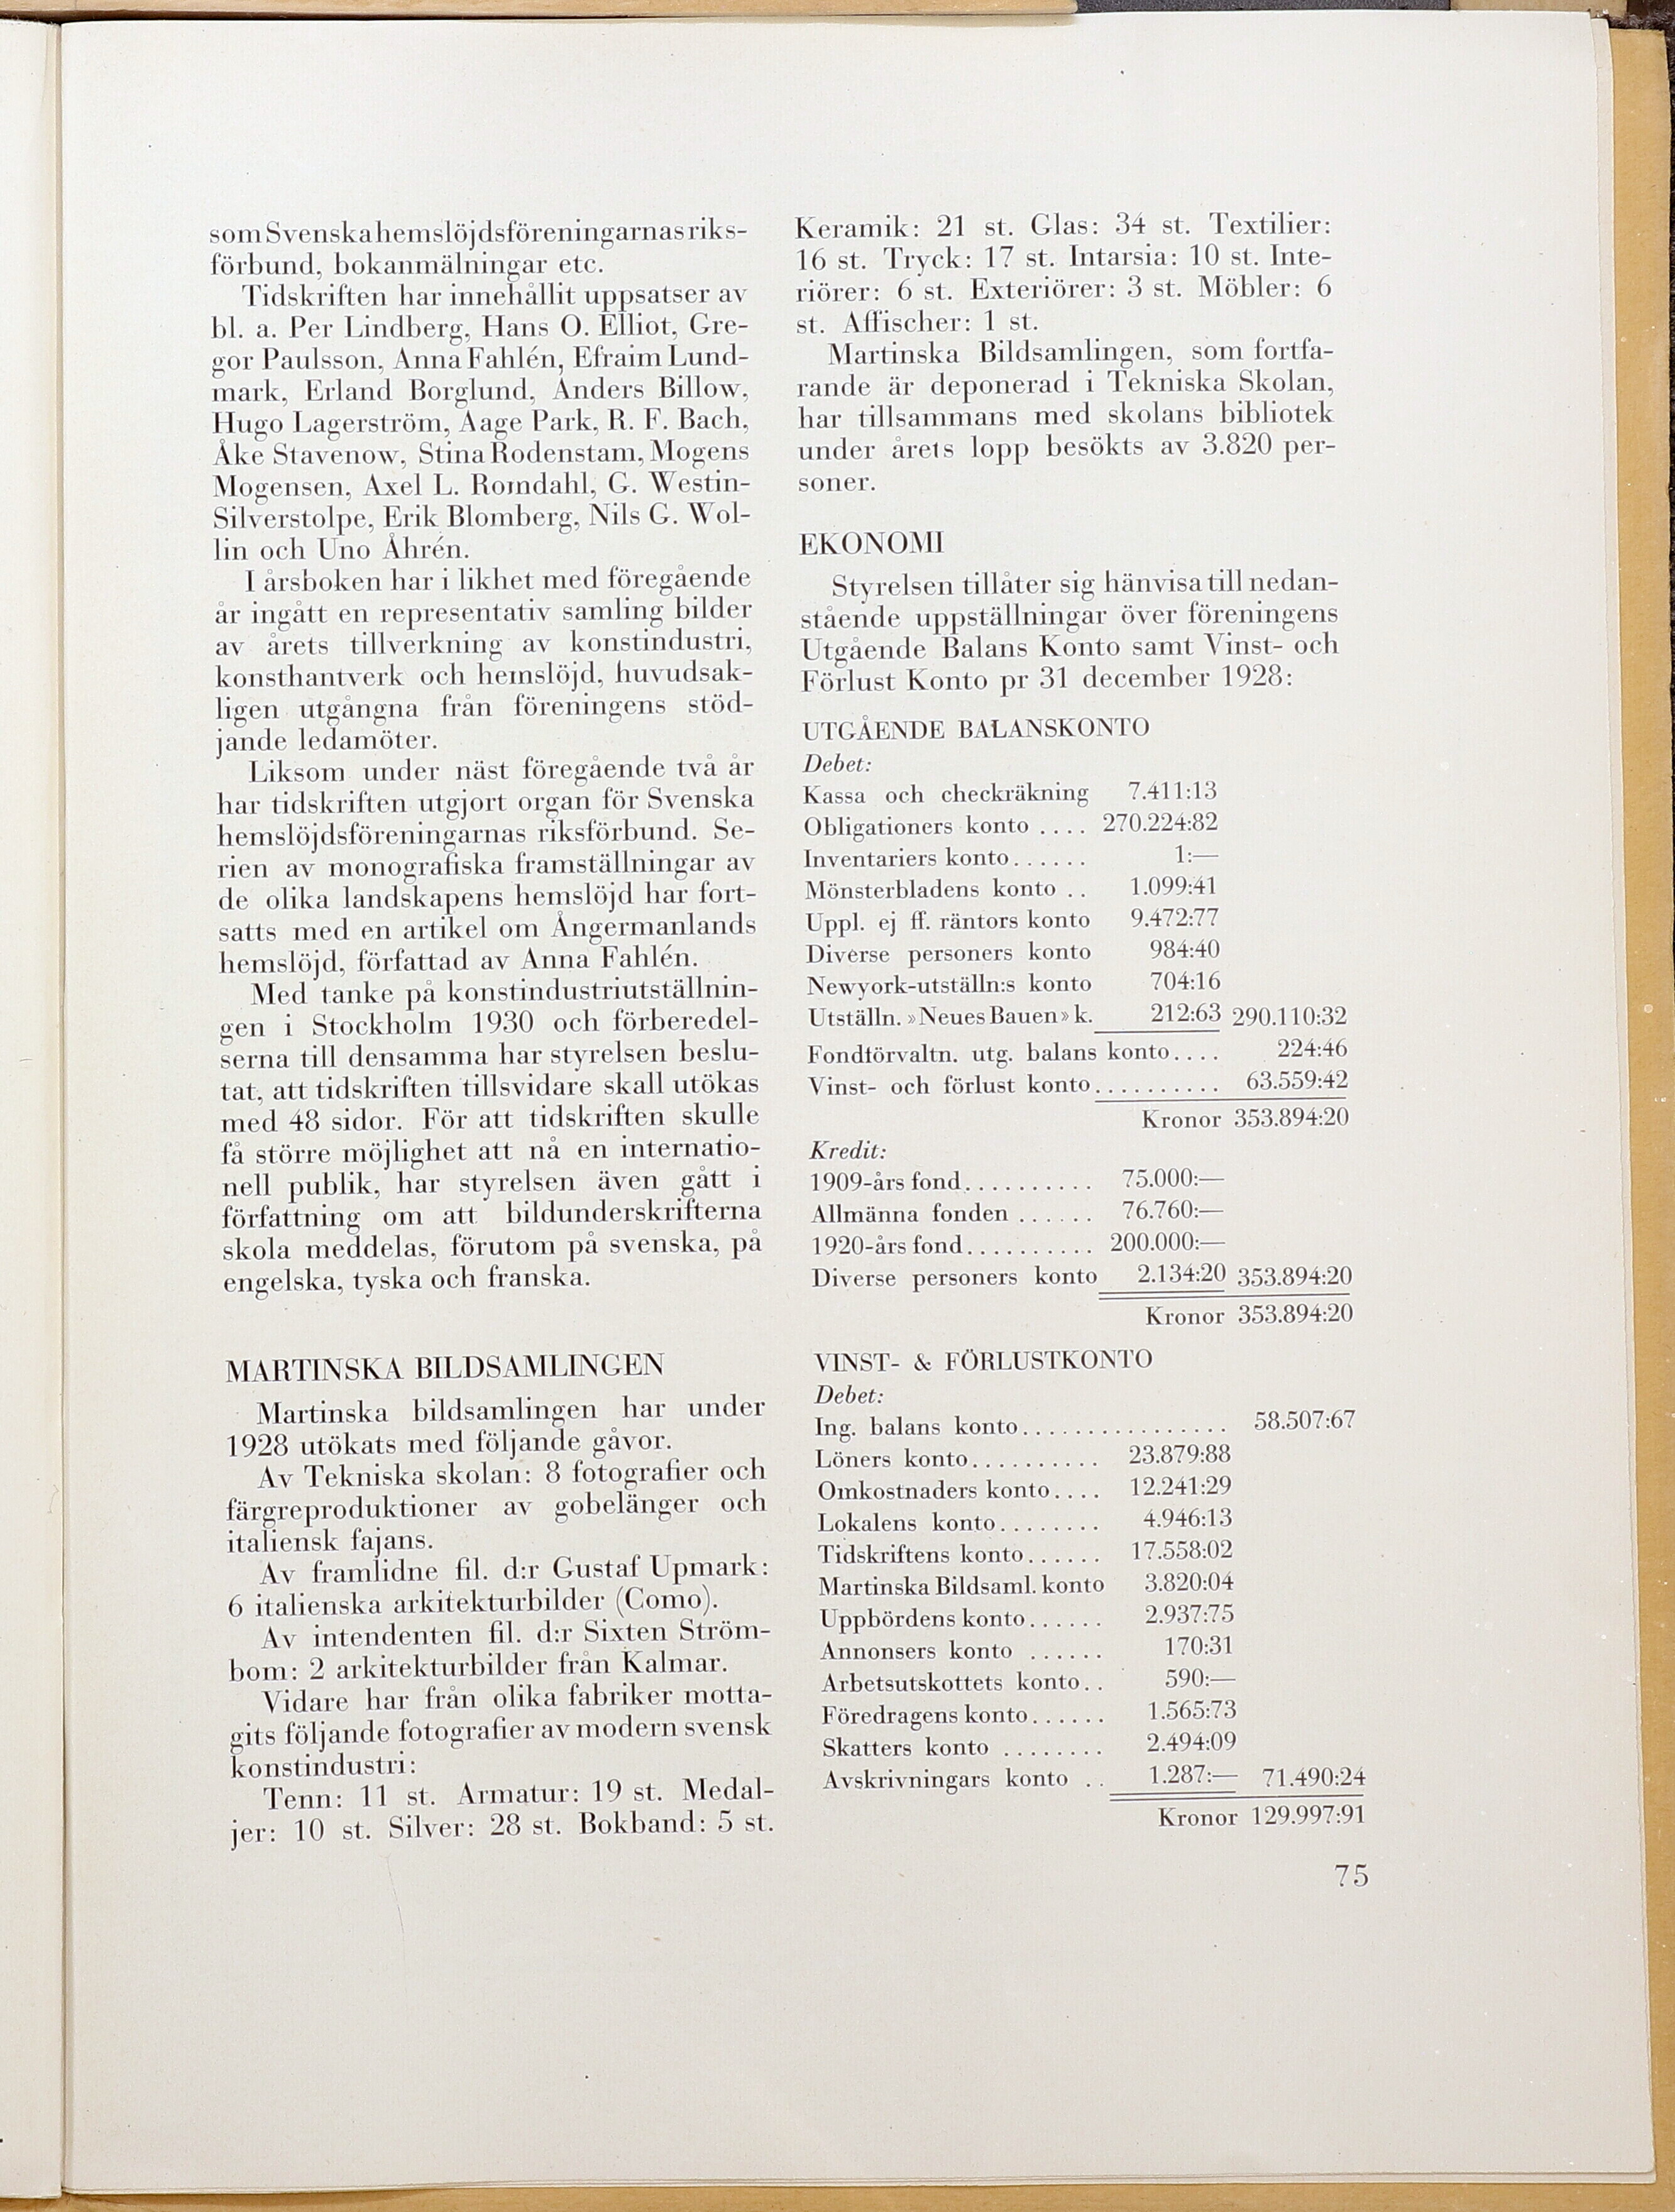 som Svenska hemslöjdsföreningarnas riks-
förbund, bokanmälningar etc.
Tidskriften har innehållit uppsatser av
bl. a. Per Lindberg, Hans O. Elliot, Gre-
gor Paulsson, Anna Fahlén, Efraim Lund-
mark, Erland Borglund, Anders Billow,
Hugo Lagerström, Aage Park, R. F. Bach,
Åke Stavenow, Stina Rodenstam, Mogens
Mogensen, Axel L. Romdahl, G. Westin-
Silverstolpe, Erik Blomberg, Nils G. Wol-
lin och Uno Åhrén.
I årsboken har i likhet med föregående
år ingått en representativ samling bilder
av årets tillverkning av konstindustri,
konsthantverk och hemslöjd, huvudsak-
ligen utgångna från föreningens stöd-
jande ledamöter.
Liksom under näst föregående två år
har tidskriften utgjort organ för Svenska
hemslöjdsföreningarnas riksförbund. Se-
rien av monografiska framställningar av
de olika landskapens hemslöjd har fort-
satts med en artikel om Ångermanlands
hemslöjd, författad av Anna Fahlén.
Med tanke på konstindustriutställnin-
gen i Stockholm 1930 och förberedel-
serna till densamma har styrelsen beslu-
tat, att tidskriften tillsvidare skall utökas
med 48 sidor. För att tidskriften skulle
få större möjlighet att nå en internatio-
nell publik, har styrelsen även gått i
författning om att bildunderskrifterna
skola meddelas, förutom på svenska, på
engelska, tyska och franska.
MARTINSKA BILDSAMLINGEN
Martinska bildsamlingen har under
1928 utökats med följande gåvor.
Av Tekniska skolan: 8 fotografier och
färgreproduktioner av gobelänger och
italiensk fajans.
Av framlidne fil. d:r Gustaf Upmark:
6 italienska arkitekturbilder (Como).
Av intendenten fil. d:r Sixten Ström-
bom: 2 arkitekturbilder från Kalmar.
Vidare har från olika fabriker motta-
gits följande fotografier av modern svensk
konstindustri:
Tenn: 11 st. Armatur: 19 st. Medal-
jer: 10 st. Silver: 28 st. Bokband: 5 st.
Keramik: 21 st. Glas: 34 st. Textilier:
16 st. Tryck: 17 st. Intarsia: 10 st. Inte-
riörer: 6 st. Exteriörer: 3 st. Möbler: 6
st. Affischer: 1 st.
Martinska Bildsamlingen, som fortfa-
rande är deponerad i Tekniska Skolan,
har tillsammans med skolans bibliotek
under årets lopp besökts av 3.820 per-
soner.
EKONOMI
Styrelsen tillåter sig hänvisa till nedan-
stående uppställningar över föreningens
Utgående Balans Konto samt Vinst- och
Förlust Konto pr 31 december 1928:
UTGÅENDE BALANSKONTO
Debet:
Kassa och checkräkning 7.411:13
Obligationers konto .... 270.224:82
Inventariers konto...... 1:—
Mönsterbladens konto .. 1.099:41
Uppl. ej ff. räntors konto 9.472:77
Diverse personers konto 984:40
Newyork-utställn:s konto 704:16
Utställn. »Neues Bauen» k. 212:63 290.110:32
Fondförvaltn. utg. balans konto.... 224:46
Vinst- och förlust konto.......... 63.559:42
Kronor 353.894:20
Kredit:
1909-års fond.......... 75.000:—
Allmänna fonden ...... 76.760:—
1920-års fond.......... 200.000:—
Diverse personers konto 2.134:20 353.894:20
Kronor 353.894:20
VINST- & FÖRLUSTKONTO
Debet:
Ing. balans konto................ 58.507:67
Löners konto.......... 23.879:88
Omkostnaders konto.... 12.241:29
Lokalens konto........ 4.946:13
Tidskriftens konto...... 17.558:02
Martinska Bildsaml. konto 3.820:04
Uppbördens konto...... 2.937:75
Annonsers konto ...... 170:31
Arbetsutskottets konto.. 590:—
Föredragens konto...... 1.565:73
Skatters konto ........ 2.494:09
Avskrivningars konto .. 1.287:— 71.490:24
Kronor 129.997:91
75